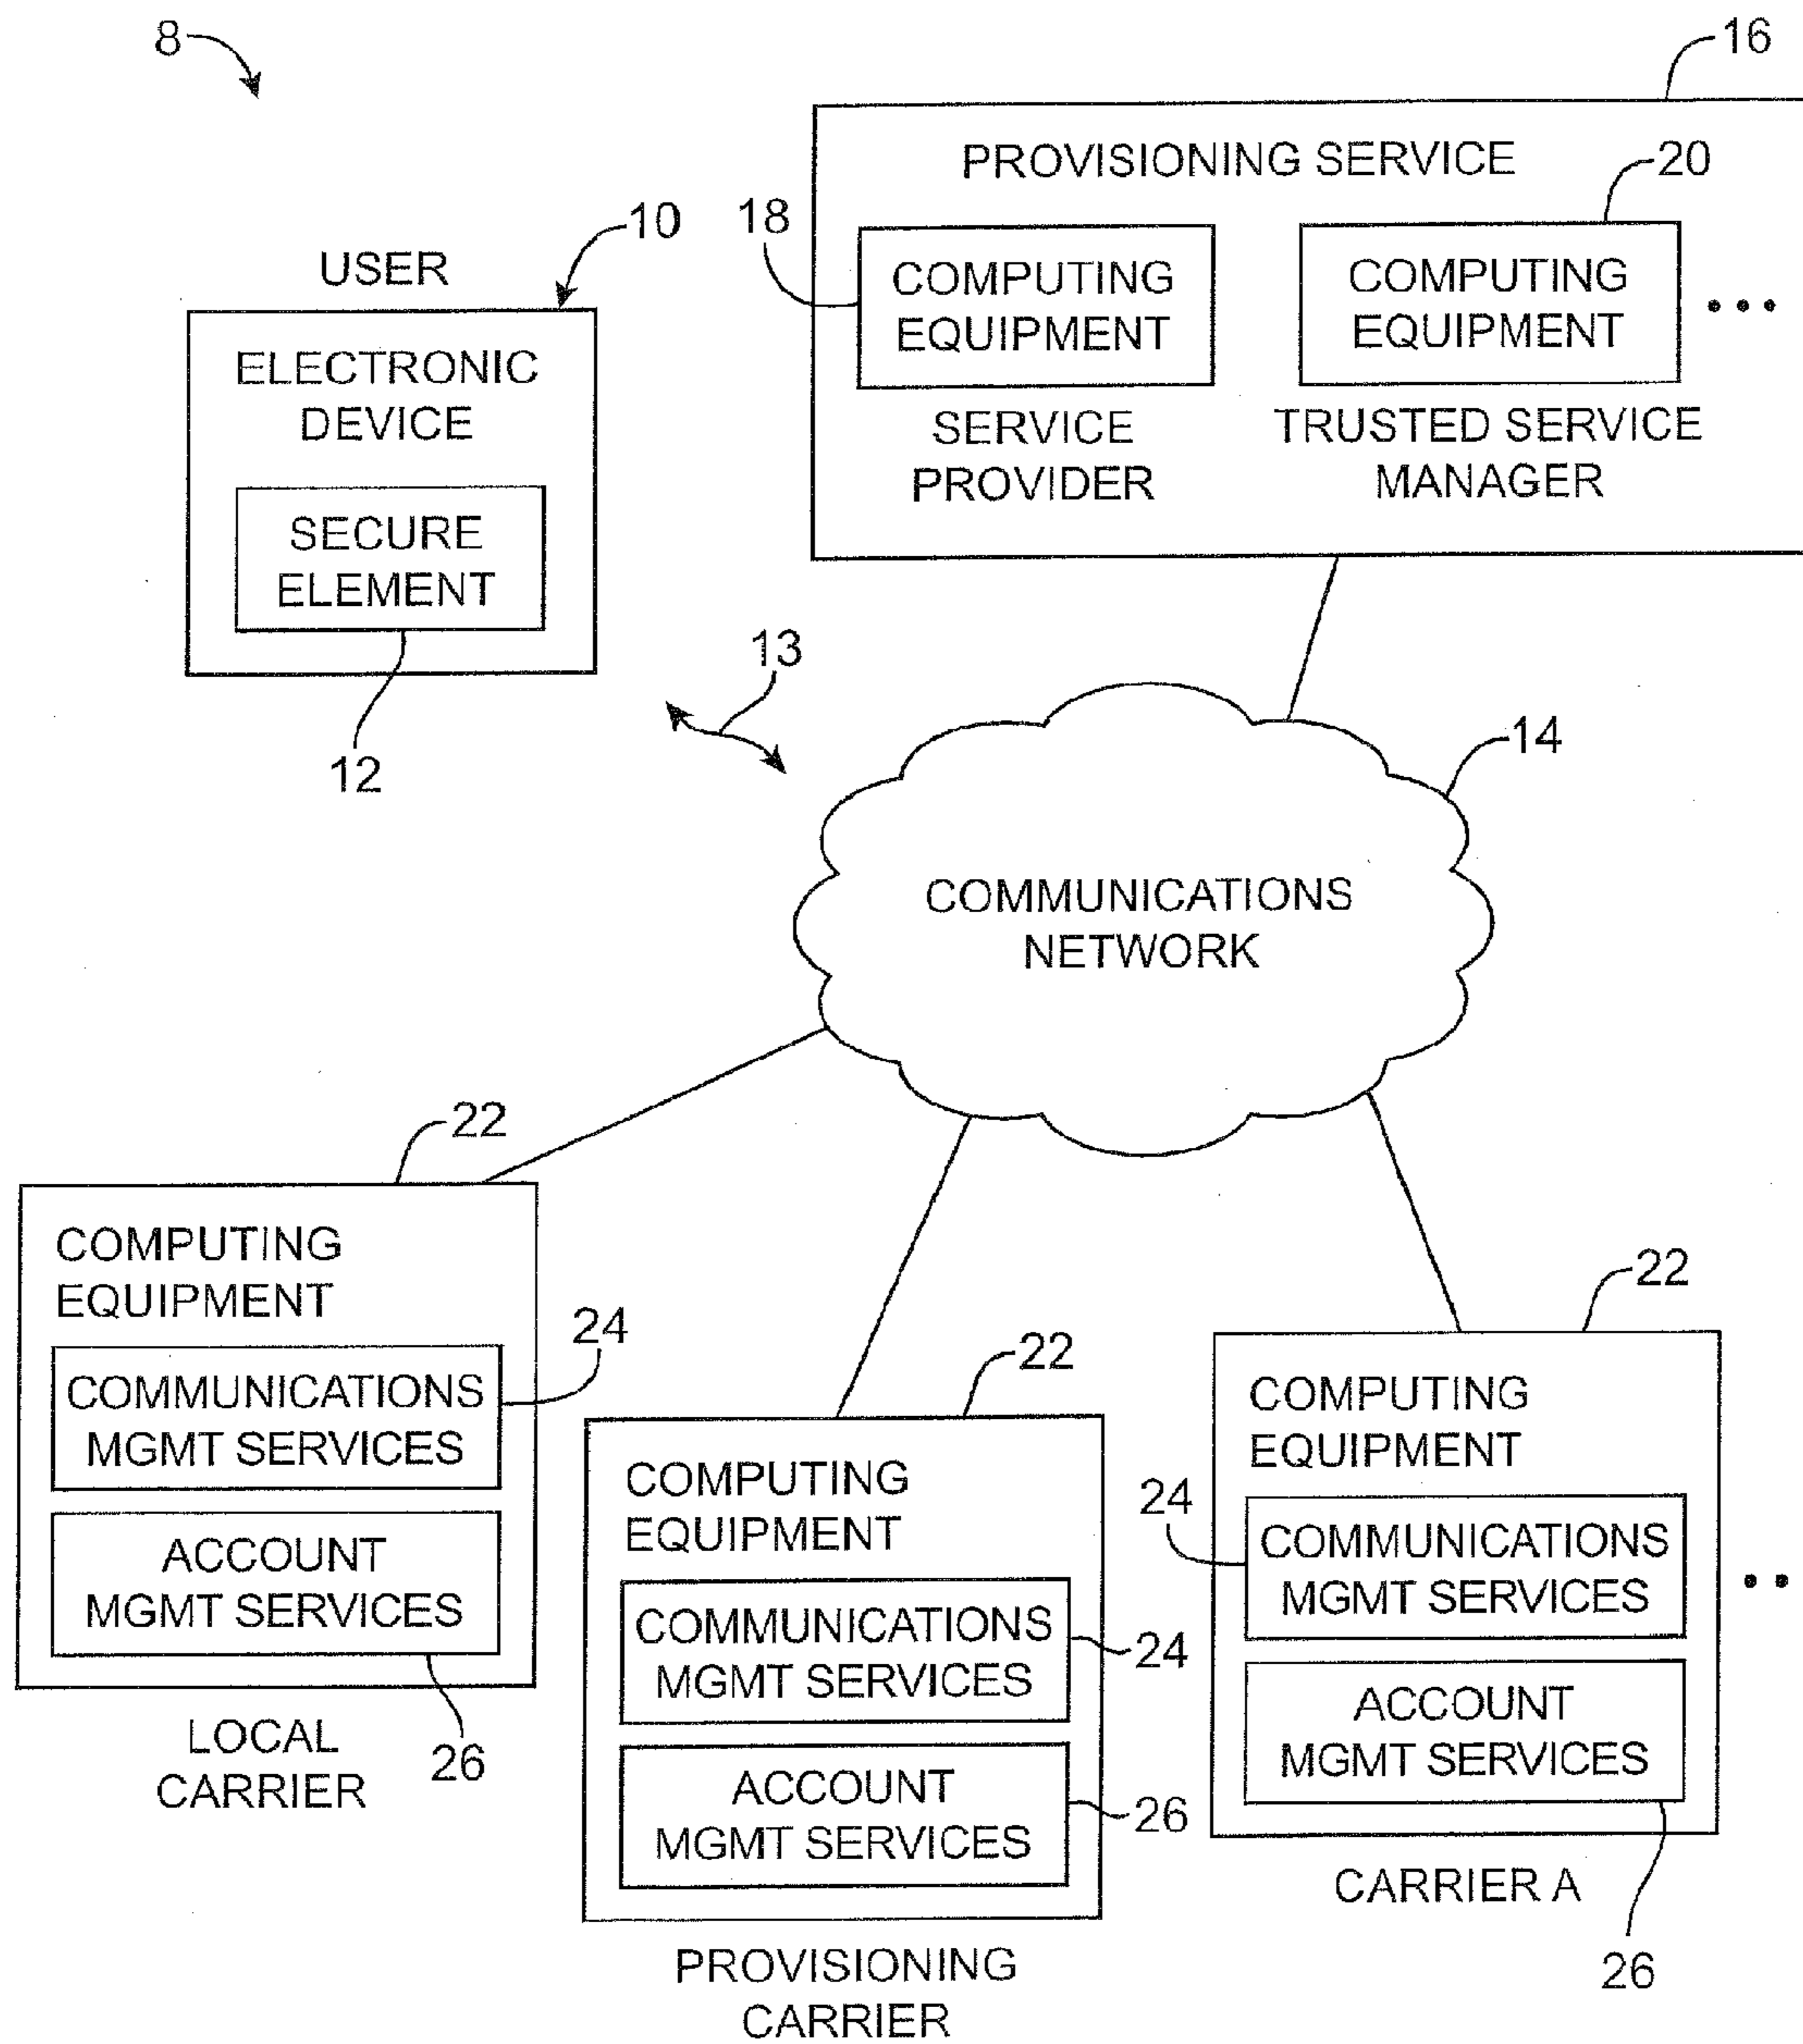 8
16
PROVISIONING SERVICE
20
18
COMPUTING
EQUIPMENT
COMPUTING
EQUIPMENT
• • •
SERVICE
PROVIDER
TRUSTED SERVICE
MANAGER
10
USER
ELECTRONIC
DEVICE
SECURE
ELEMENT
12
13
14
COMMUNICATIONS
NETWORK
22
COMPUTING
EQUIPMENT
24
COMMUNICATIONS
MGMT SERVICES
ACCOUNT
MGMT SERVICES
26
LOCAL
CARRIER
22
COMPUTING
EQUIPMENT
COMMUNICATIONS
MGMT SERVICES
24
ACCOUNT
MGMT SERVICES
26
PROVISIONING
CARRIER
22
COMPUTING
EQUIPMENT
24
COMMUNICATIONS
MGMT SERVICES
• •
ACCOUNT
MGMT SERVICES
CARRIER A
26